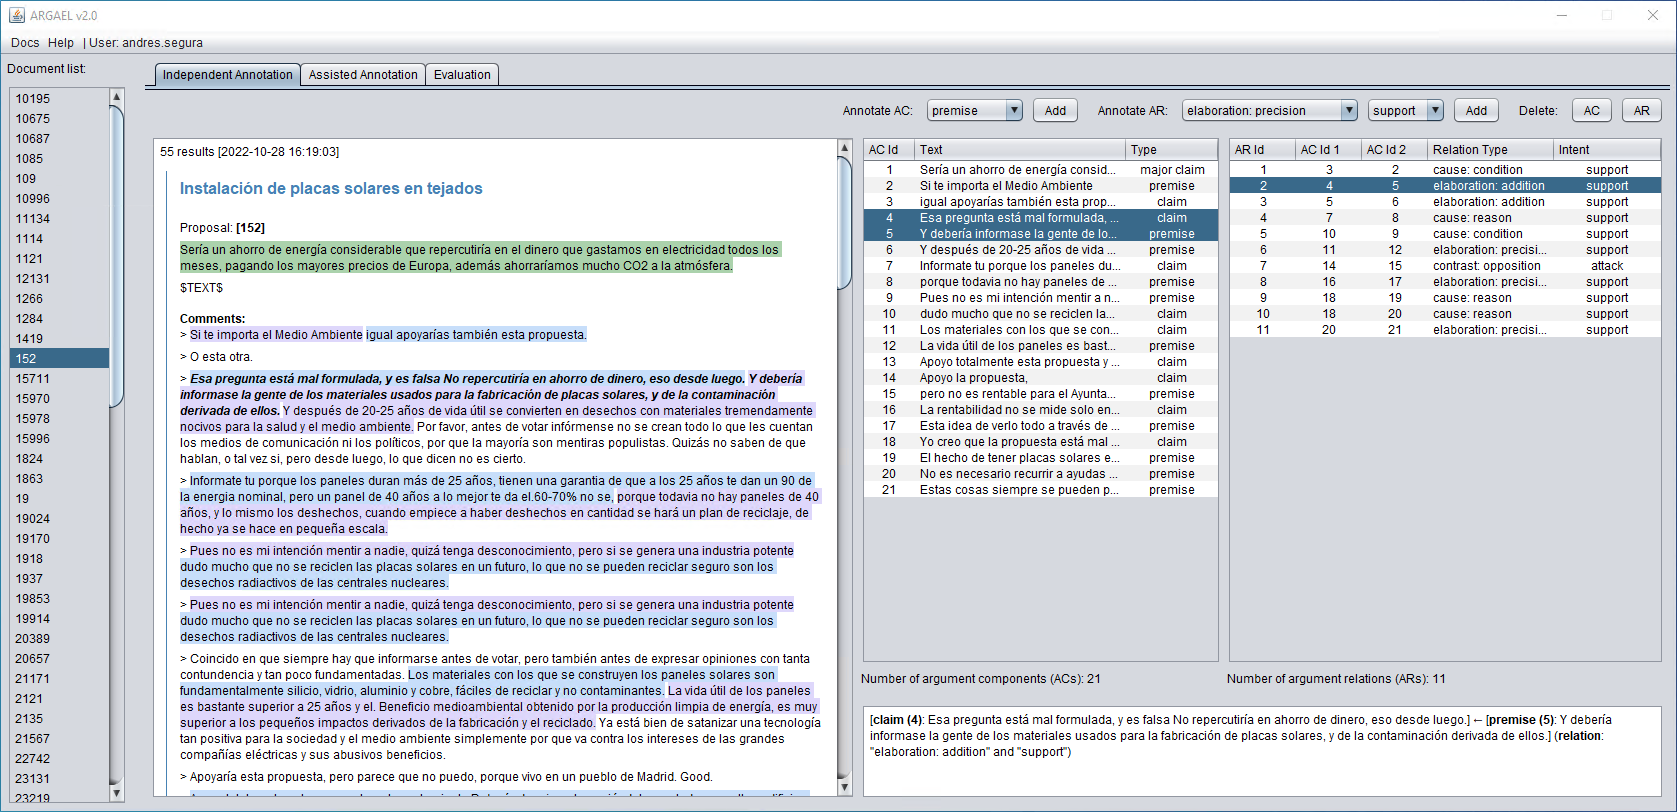 ARGAEL v2.0
Docs Help | User: andres.segura
Document list:
10195
10675
10687
1085
109
10996
11134
1114
1121
12131
1266
1284
1419
152
15711
15970
15978
15996
1824
1863
19
19024
19170
1918
1937
19853
19914
20389
20657
21171
2121
2135
21567
22742
23131
23219
Independent Annotation Assisted Annotation Evaluation
Annotate AC: premise Add Annotate AR: elaboration: precision support Add Delete: AC AR
55 results [2022-10-28 16:19:03]
Instalación de placas solares en tejados
Proposal: [152]
Sería un ahorro de energía considerable que repercutiría en el dinero que gastamos en electricidad todos los
meses, pagando los mayores precios de Europa, además ahorraríamos mucho CO2 a la atmósfera.
$TEXT$
Comments:
> Si te importa el Medio Ambiente igual apoyarías también esta propuesta.
> O esta otra.
> Esa pregunta está mal formulada, y es falsa No repercutiría en ahorro de dinero, eso desde luego. Y debería
informase la gente de los materiales usados para la fabricación de placas solares, y de la contaminación
derivada de ellos. Y después de 20-25 años de vida útil se convierten en desechos con materiales tremendamente
nocivos para la salud y el medio ambiente. Por favor, antes de votar infórmense no se crean todo lo que les cuentan
los medios de comunicación ni los políticos, por que la mayoría son mentiras populistas. Quizás no saben de que
hablan, o tal vez si, pero desde luego, lo que dicen no es cierto.
> Informate tu porque los paneles duran más de 25 años, tienen una garantia de que a los 25 años te dan un 90 de
la energia nominal, pero un panel de 40 años a lo mejor te da el.60-70% no se, porque todavia no hay paneles de 40
años, y lo mismo los deshechos, cuando empiece a haber deshechos en cantidad se hará un plan de reciclaje, de
hecho ya se hace en pequeña escala.
> Pues no es mi intención mentir a nadie, quizá tenga desconocimiento, pero si se genera una industria potente
dudo mucho que no se reciclen las placas solares en un futuro, lo que no se pueden reciclar seguro son los
desechos radiactivos de las centrales nucleares.
> Pues no es mi intención mentir a nadie, quizá tenga desconocimiento, pero si se genera una industria potente
dudo mucho que no se reciclen las placas solares en un futuro, lo que no se pueden reciclar seguro son los
desechos radiactivos de las centrales nucleares.
> Coincido en que siempre hay que informarse antes de votar, pero también antes de expresar opiniones con tanta
contundencia y tan poco fundamentadas. Los materiales con los que se construyen los paneles solares son
fundamentalmente silicio, vidrio, aluminio y cobre, fáciles de reciclar y no contaminantes. La vida útil de los paneles
es bastante superior a 25 años y el. Beneficio medioambiental obtenido por la producción limpia de energía, es muy
superior a los pequeños impactos derivados de la fabricación y el reciclado. Ya está bien de satanizar una tecnología
tan positiva para la sociedad y el medio ambiente simplemente por que va contra los intereses de las grandes
compañías eléctricas y sus abusivos beneficios.
> Apoyaría esta propuesta, pero parece que no puedo, porque vivo en un pueblo de Madrid. Good.
AC Id Text Type
1 Sería un ahorro de energía consid... major claim
2 Si te importa el Medio Ambiente premise
3 igual apoyarías también esta prop... claim
4 Esa pregunta está mal formulada, ... claim
5 Y debería informase la gente de lo... premise
6 Y después de 20-25 años de vida ... premise
7 Informate tu porque los paneles du... claim
8 porque todavia no hay paneles de ... premise
9 Pues no es mi intención mentir a n... premise
10 dudo mucho que no se reciclen la... claim
11 Los materiales con los que se con... claim
12 La vida útil de los paneles es bast... premise
13 Apoyo totalmente esta propuesta y ... claim
14 Apoyo la propuesta, claim
15 pero no es rentable para el Ayunta... premise
16 La rentabilidad no se mide solo en... claim
17 Esta idea de verlo todo a través de ... premise
18 Yo creo que la propuesta está mal ... claim
19 El hecho de tener placas solares e... premise
20 No es necesario recurrir a ayudas ... premise
21 Estas cosas siempre se pueden p... premise
Number of argument components (ACs): 21
AR Id AC Id 1 AC Id 2 Relation Type Intent
1 3 2 cause: condition support
2 4 5 elaboration: addition support
3 5 6 elaboration: addition support
4 7 8 cause: reason support
5 10 9 cause: condition support
6 11 12 elaboration: precisi... support
7 14 15 contrast: opposition attack
8 16 17 elaboration: precisi... support
9 18 19 cause: reason support
10 18 20 cause: reason support
11 20 21 elaboration: precisi... support
Number of argument relations (ARs): 11
[claim (4): Esa pregunta está mal formulada, y es falsa No repercutiría en ahorro de dinero, eso desde luego.] ← [premise (5): Y debería
informase la gente de los materiales usados para la fabricación de placas solares, y de la contaminación derivada de ellos.] (relation:
"elaboration: addition" and "support")